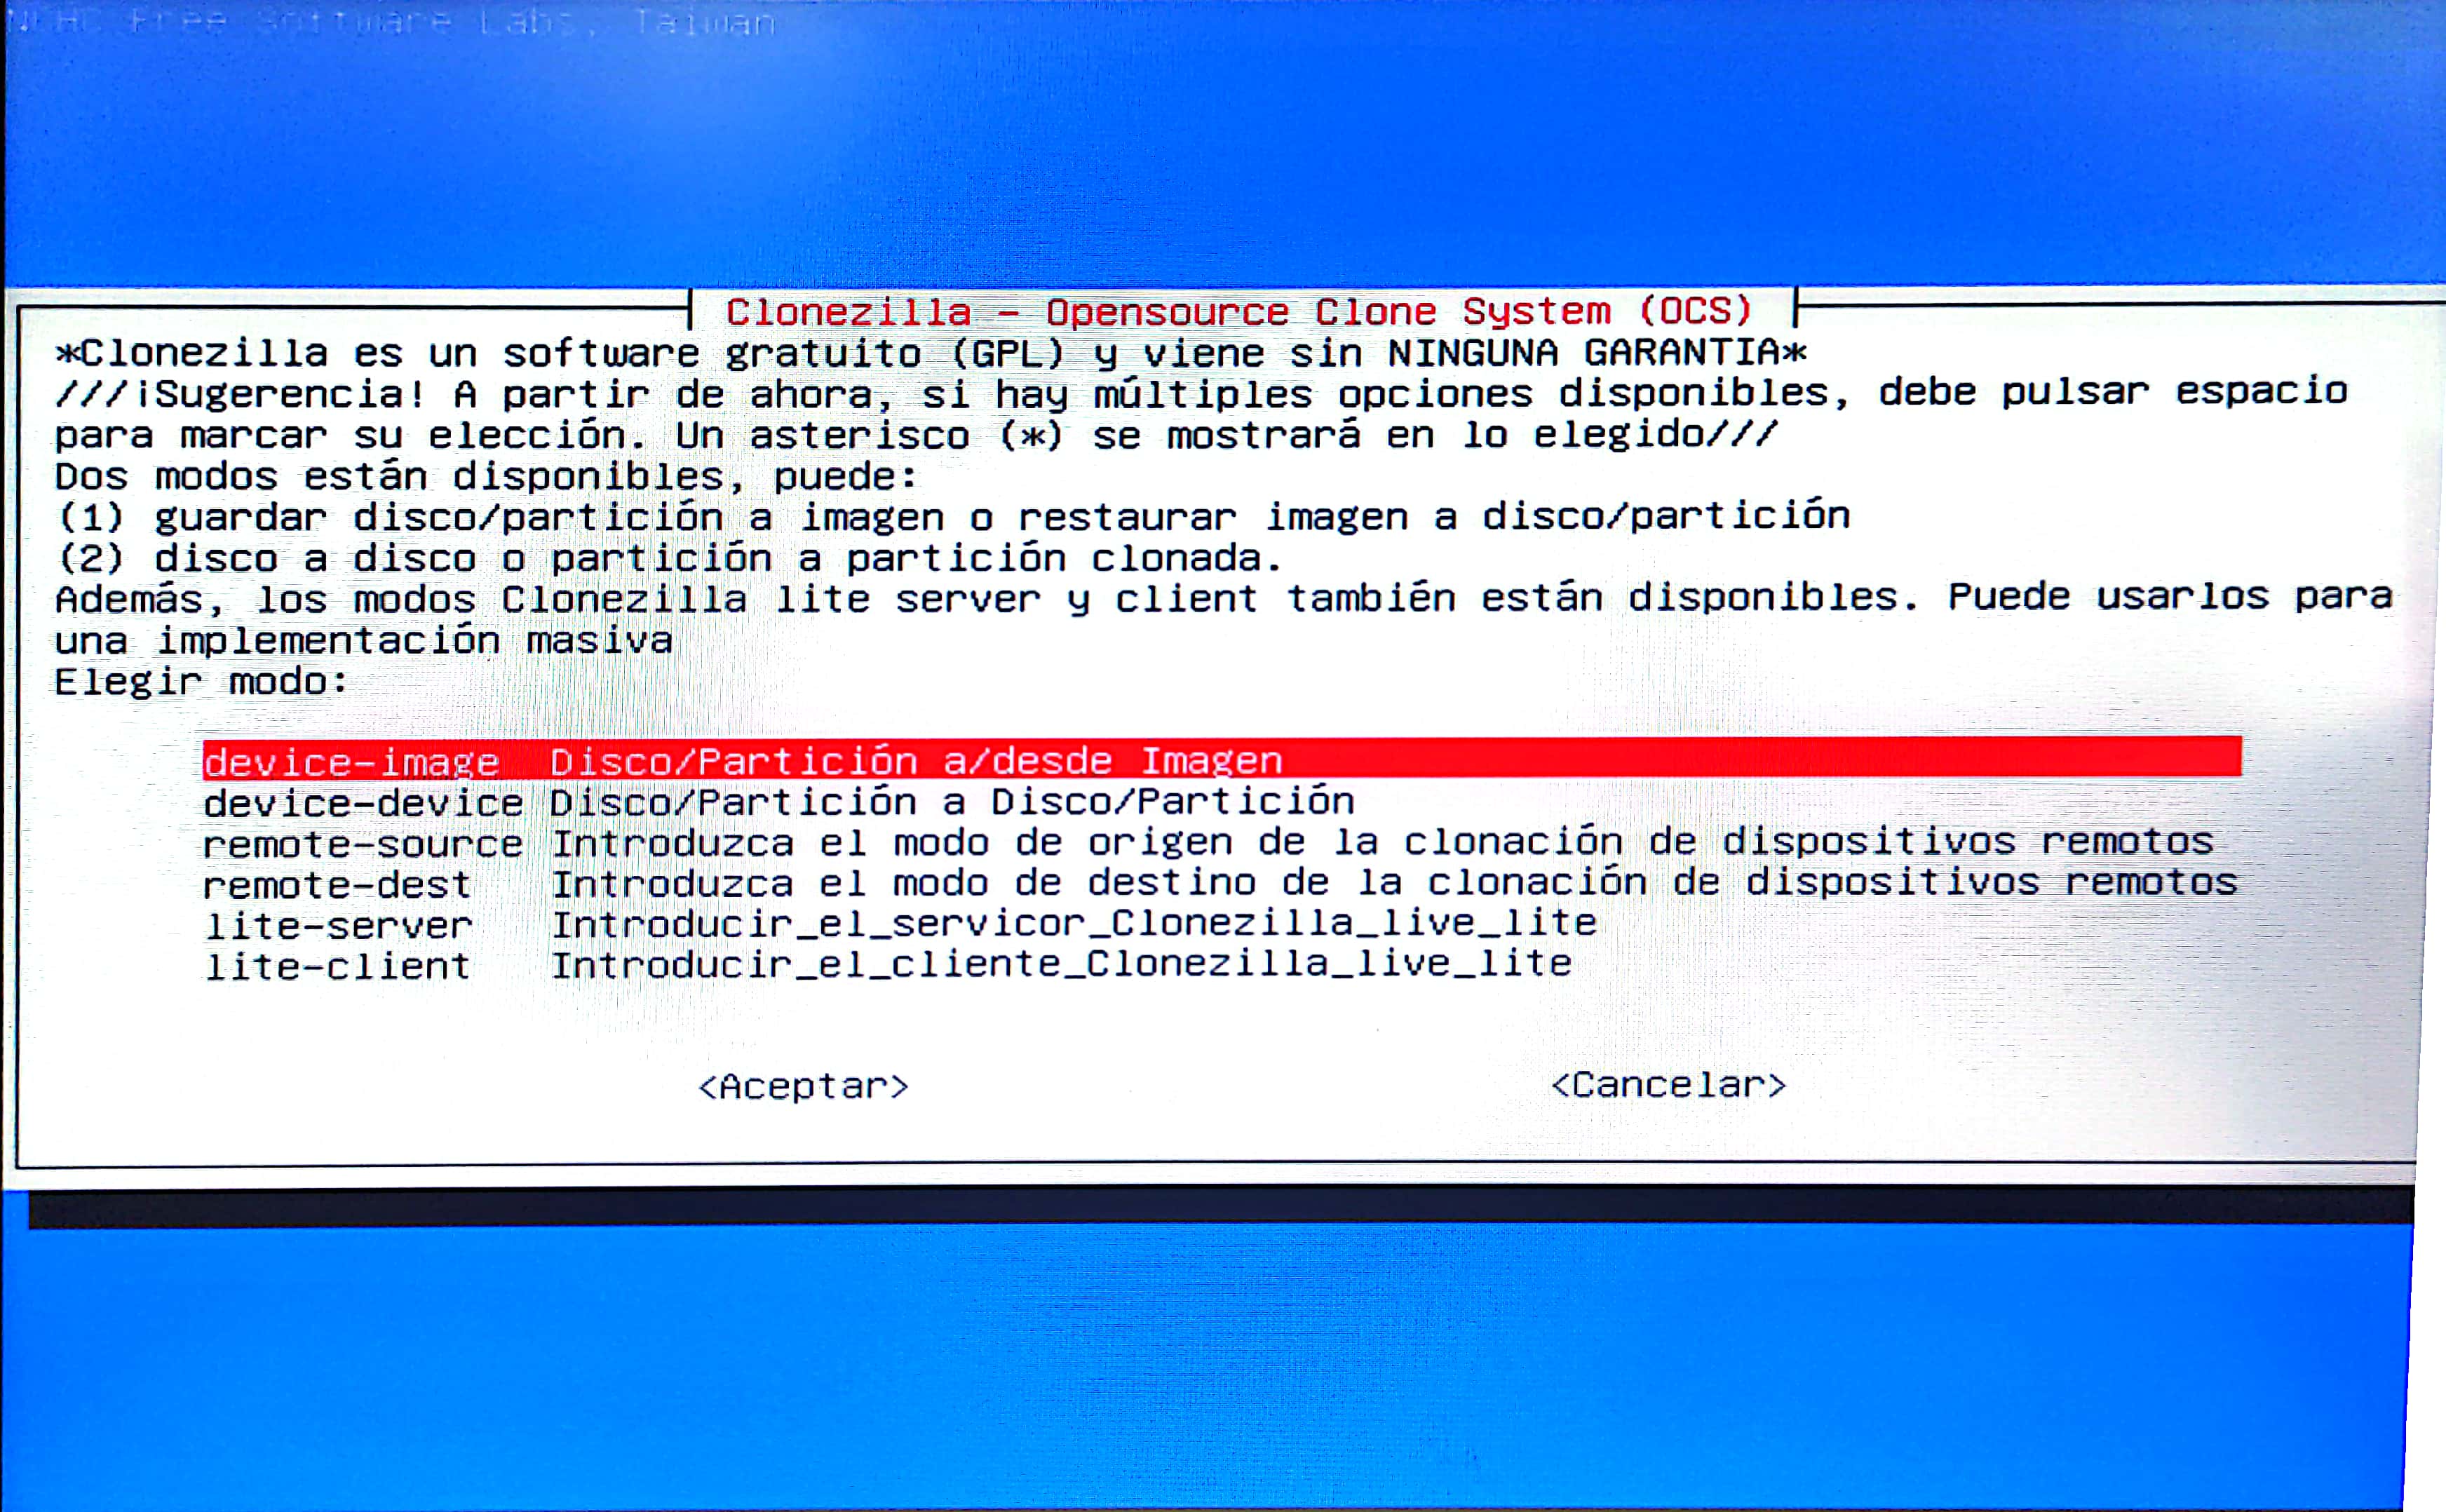 NCHC Free Software Labs, Taiwan
Clonezilla - Opensource Clone System (OCS)
*Clonezilla es un software gratuito (GPL) y viene sin NINGUNA GARANTIA*
///¡Sugerencia! A partir de ahora, si hay múltiples opciones disponibles, debe pulsar espacio
para marcar su elección. Un asterisco (*) se mostrará en lo elegido///
Dos modos están disponibles, puede:
(1) guardar disco/partición a imagen o restaurar imagen a disco/partición
(2) disco a disco o partición a partición clonada.
Además, los modos Clonezilla lite server y client también están disponibles. Puede usarlos para
una implementación masiva
Elegir modo:
device-image Disco/Partición a/desde Imagen
device-device Disco/Partición a Disco/Partición
remote-source Introduzca el modo de origen de la clonación de dispositivos remotos
remote-dest Introduzca el modo de destino de la clonación de dispositivos remotos
lite-server Introducir_el_servicor_Clonezilla_live_lite
lite-client Introducir_el_cliente_Clonezilla_live_lite
<Aceptar> <Cancelar>